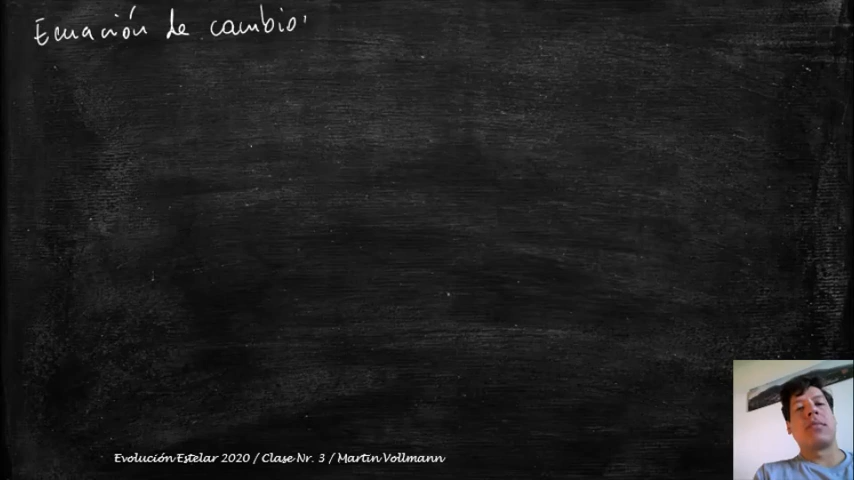 Ecuación de cambio:
Evolución Estelar 2020 / Clase Nr. 3 / Martin Vollmann